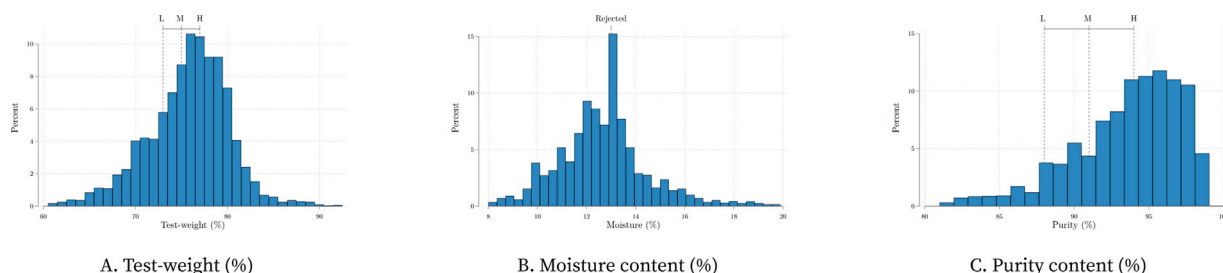 L M H
Percent
10
8
6
4
2
0
60 70 80 90
Test-weight (%)
A. Test-weight (%)
Rejected
Percent
15
10
5
0
8 10 12 13 14 16 18 20
Moisture (%)
B. Moisture content (%)
L M H
Percent
15
10
5
0
80 85 90 95 100
Purity (%)
C. Purity content (%)